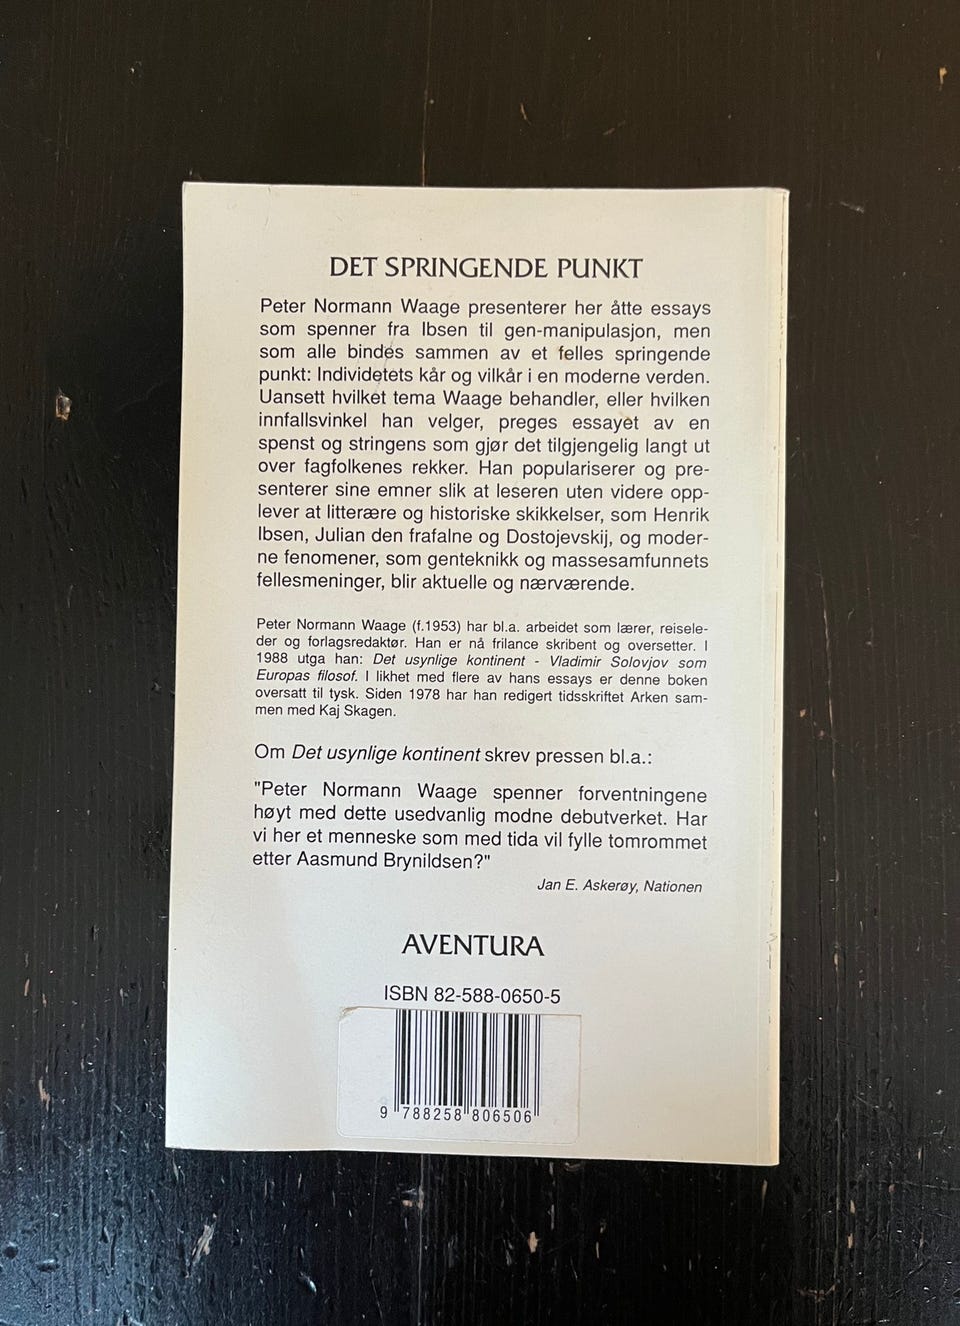 DET SPRINGENDE PUNKT
Peter Normann Waage presenterer her åtte essays
som spenner fra Ibsen til gen-manipulasjon, men
som alle bindes sammen av et felles springende
punkt: Individetets kår og vilkår i en moderne verden.
Uansett hvilket tema Waage behandler, eller hvilken
innfallsvinkel han velger, preges essayet av en
spenst og stringens som gjør det tilgjengelig langt ut
over fagfolkenes rekker. Han populariserer og pre-
senterer sine emner slik at leseren uten videre opp-
lever at litterære og historiske skikkelser, som Henrik
Ibsen, Julian den frafalne og Dostojevskij, og moder-
ne fenomener, som genteknikk og massesamfunnets
fellesmeninger, blir aktuelle og nærværende.
Peter Normann Waage (f.1953) har bl.a. arbeidet som lærer, reisele-
der og forlagsredaktør. Han er nå frilance skribent og oversetter. I
1988 utga han: Det usynlige kontinent - Vladimir Solovjov som
Europas filosof. I likhet med flere av hans essays er denne boken
oversatt til tysk. Siden 1978 har han redigert tidsskriftet Arken sam-
men med Kaj Skagen.
Om Det usynlige kontinent skrev pressen bl.a.:
"Peter Normann Waage spenner forventningene
høyt med dette usedvanlig modne debutverket. Har
vi her et menneske som med tida vil fylle tomrommet
etter Aasmund Brynildsen?"
Jan E. Askerøy, Nationen
AVENTURA
ISBN 82-588-0650-5
9 788258 806506